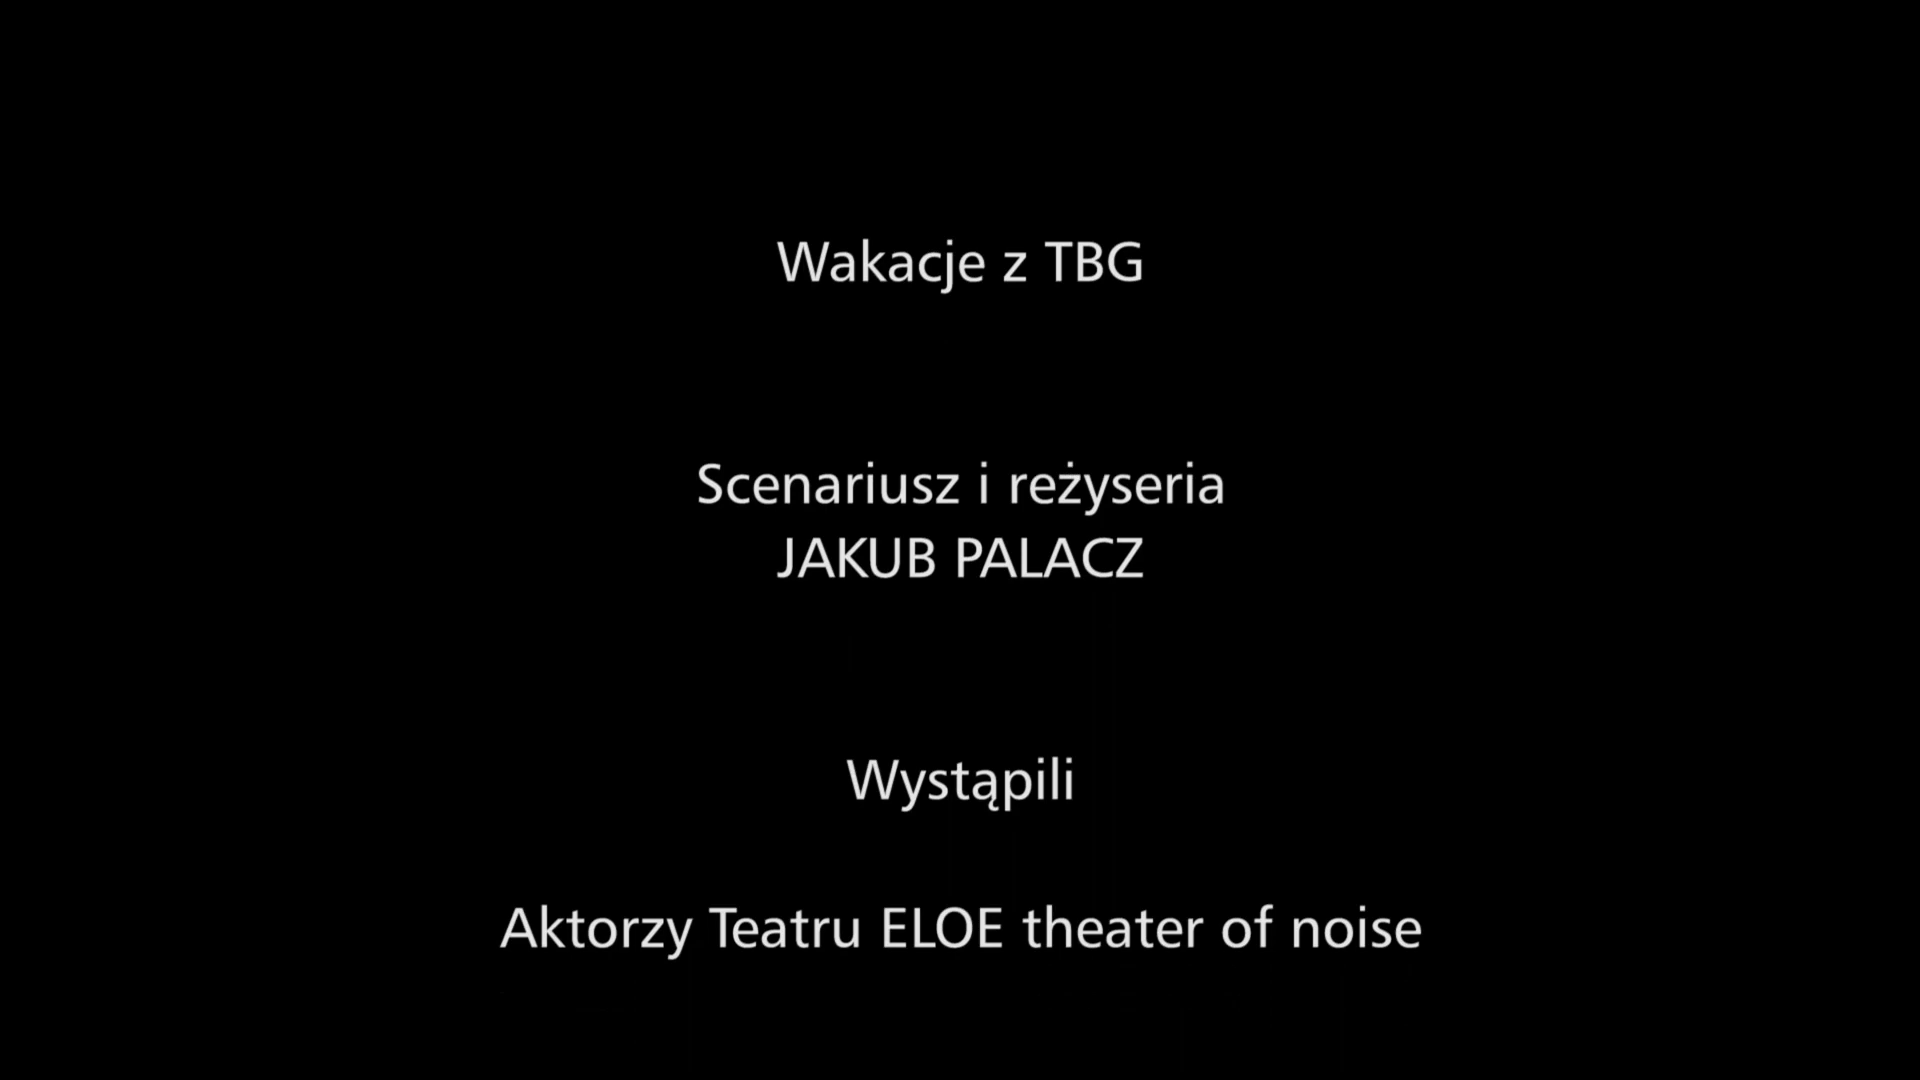 Wakacje z TBG
Scenariusz i reżyseria
JAKUB PALACZ
Wystąpili
Aktorzy Teatru ELOE theater of noise